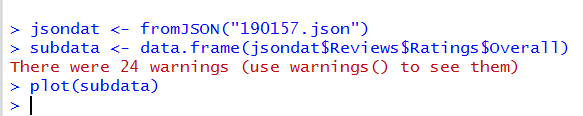 > jsondat <- fromJSON("190157.json")
> subdata <- data.frame(jsondat$Reviews$Ratings$Overall)
There were 24 warnings (use warnings() to see them)
> plot(subdata)
>